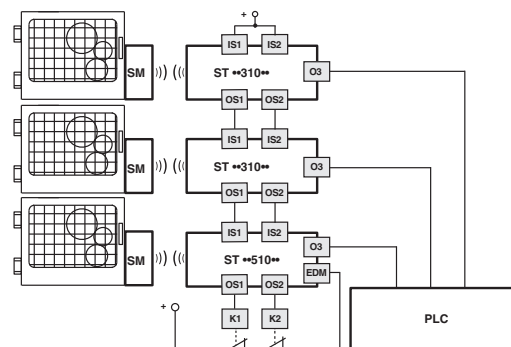 +
IS1 IS2
SM ST ••310•• O3
OS1 OS2
IS1 IS2
SM ST ••310•• O3
OS1 OS2
IS1 IS2
O3
SM ST ••510••
EDM
OS1 OS2
+
K1 K2 PLC